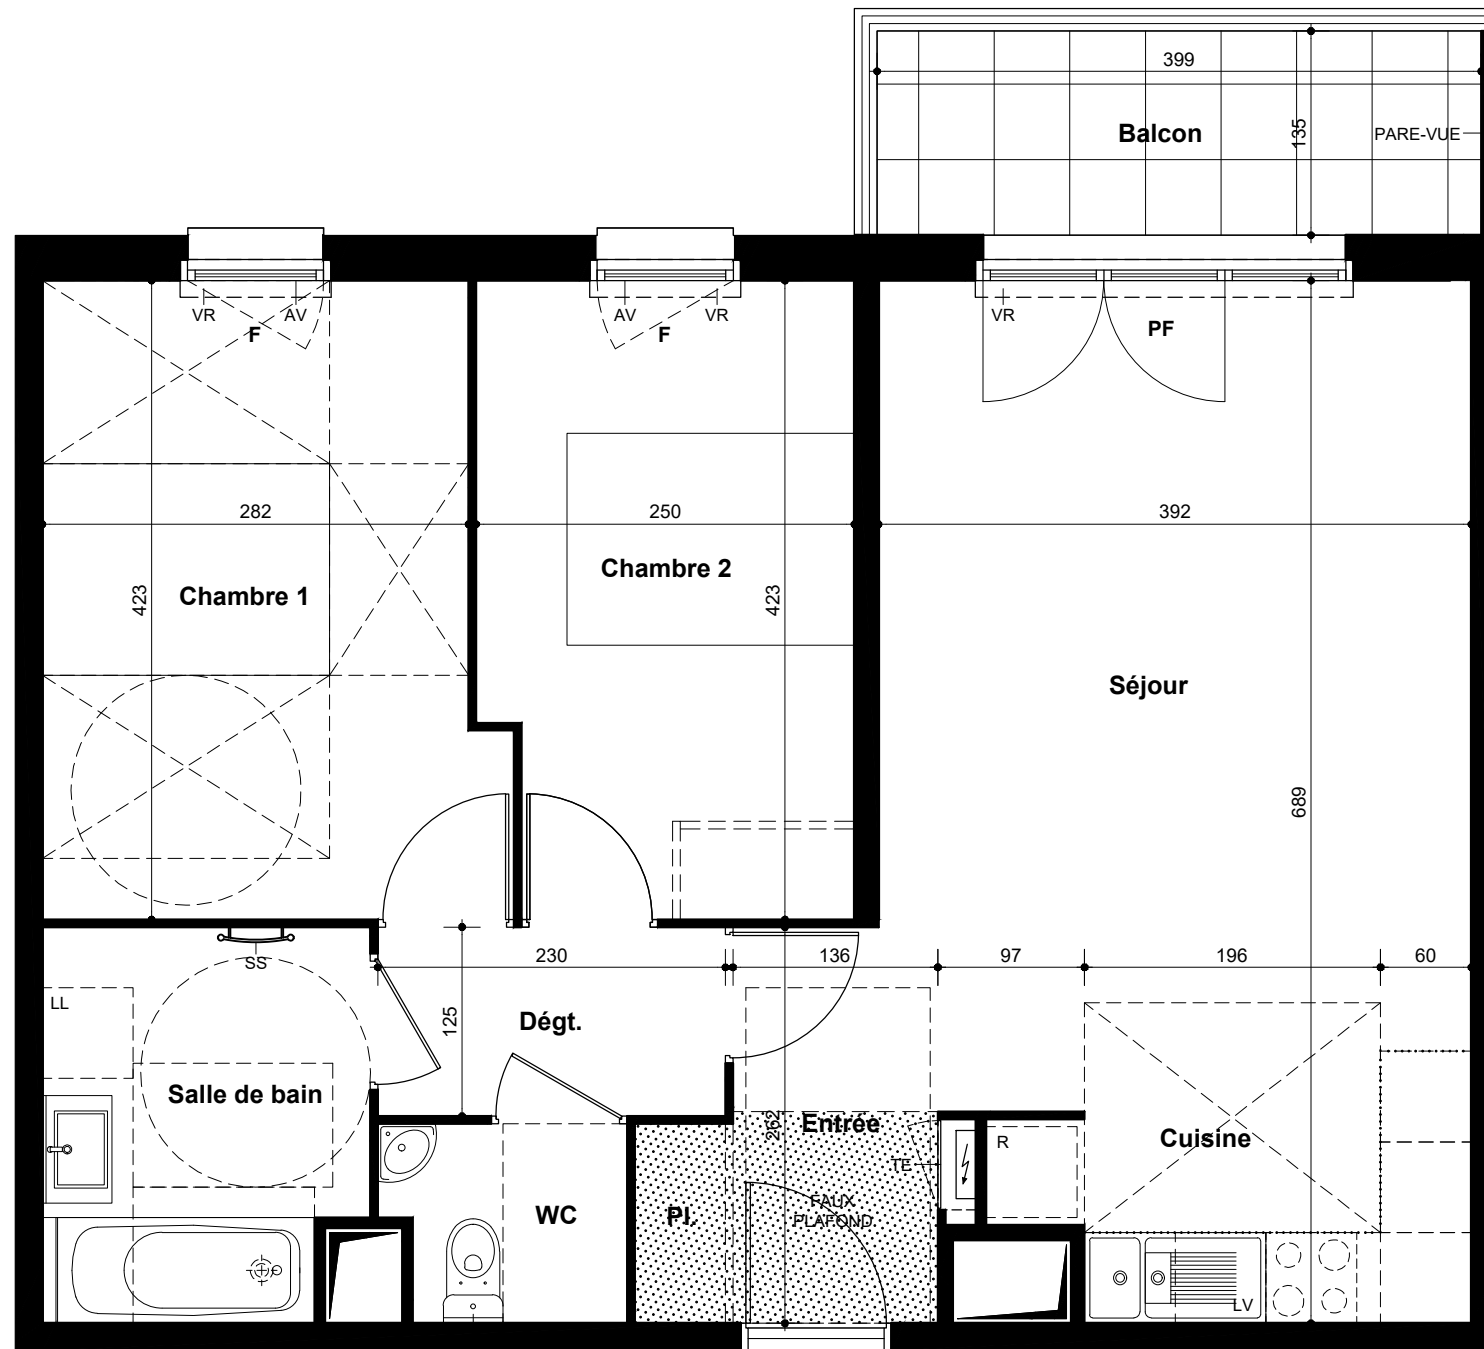 399
Balcon
135
PARE-VUE
VR
AV
F
AV
VR
F
VR
PF
282
250
392
423
Chambre 1
Chambre 2
423
Séjour
689
230
136
97
196
60
SS
LL
125
Dégt.
Salle de bain
262
Entrée
TE
R
Cuisine
WC
Pl.
FAUX
PLAFOND
LV